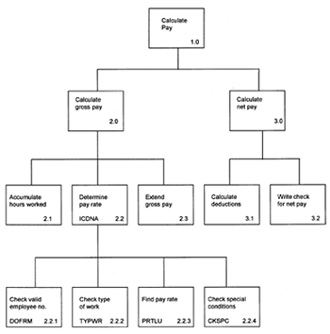 Calculate
Pay
1.0
Calculate
gross pay
2.0
Calculate
net pay
3.0
Accumulate
hours worked
2.1
Determine
pay rate
ICDNA 2.2
Extend
gross pay
2.3
Calculate
deductions
3.1
Write check
for net pay
3.2
Check valid
employee no.
DOFRM 2.2.1
Check type
of work
TYPWR 2.2.2
Find pay rate
PRTLU 2.2.3
Check special
conditions
CKSPC 2.2.4